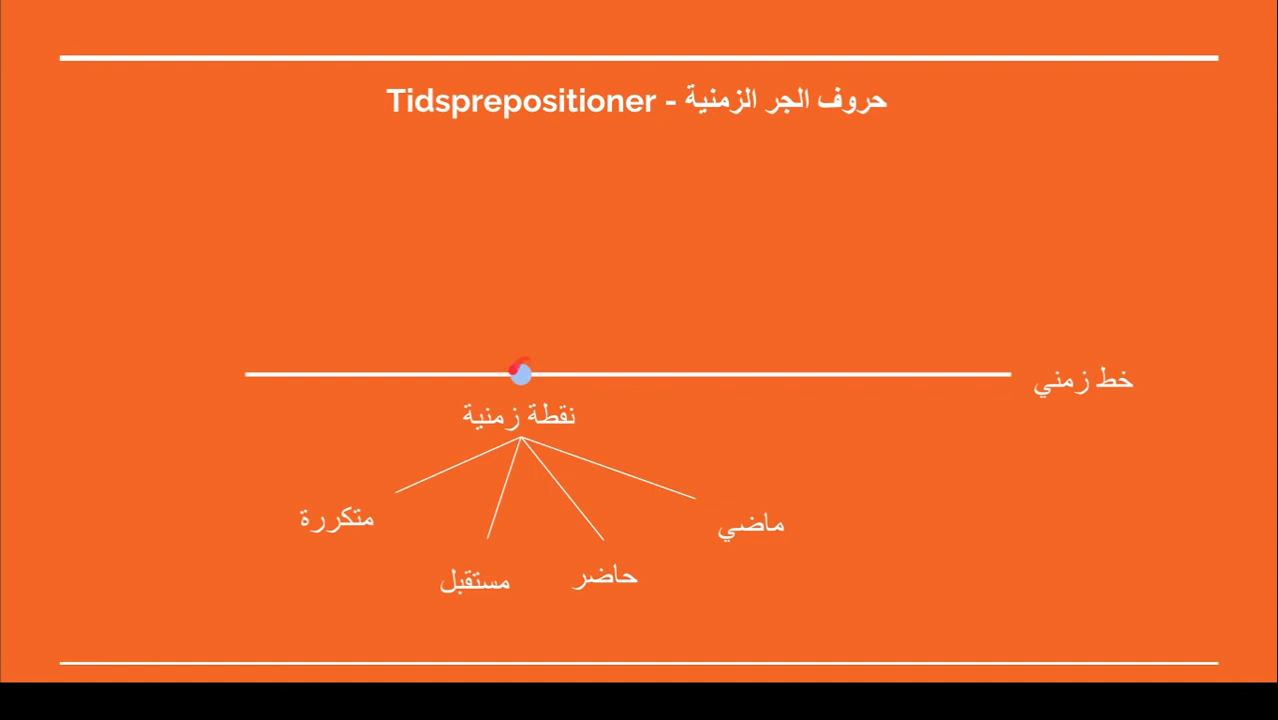 Tidsprepositioner - حروف الجر الزمنية
خط زمني
نقطة زمنية
ماضي
حاضر
مستقبل
متكررة